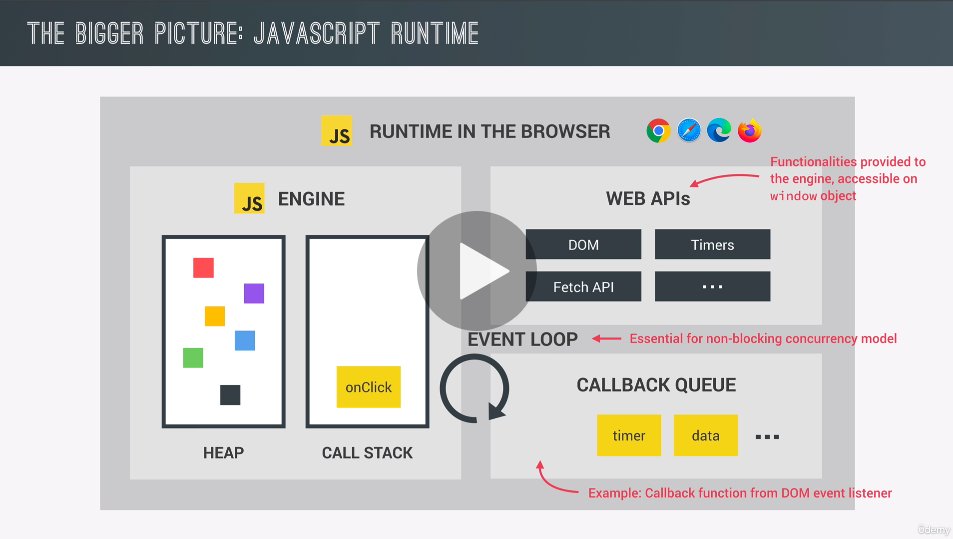 THE BIGGER PICTURE: JAVASCRIPT RUNTIME
JS RUNTIME IN THE BROWSER
Functionalities provided to
the engine, accessible on
window object
JS ENGINE
WEB APIs
DOM
Timers
Fetch API
...
EVENT LOOP
Essential for non-blocking concurrency model
onClick
CALLBACK QUEUE
timer
data
...
HEAP
CALL STACK
Example: Callback function from DOM event listener
Udemy